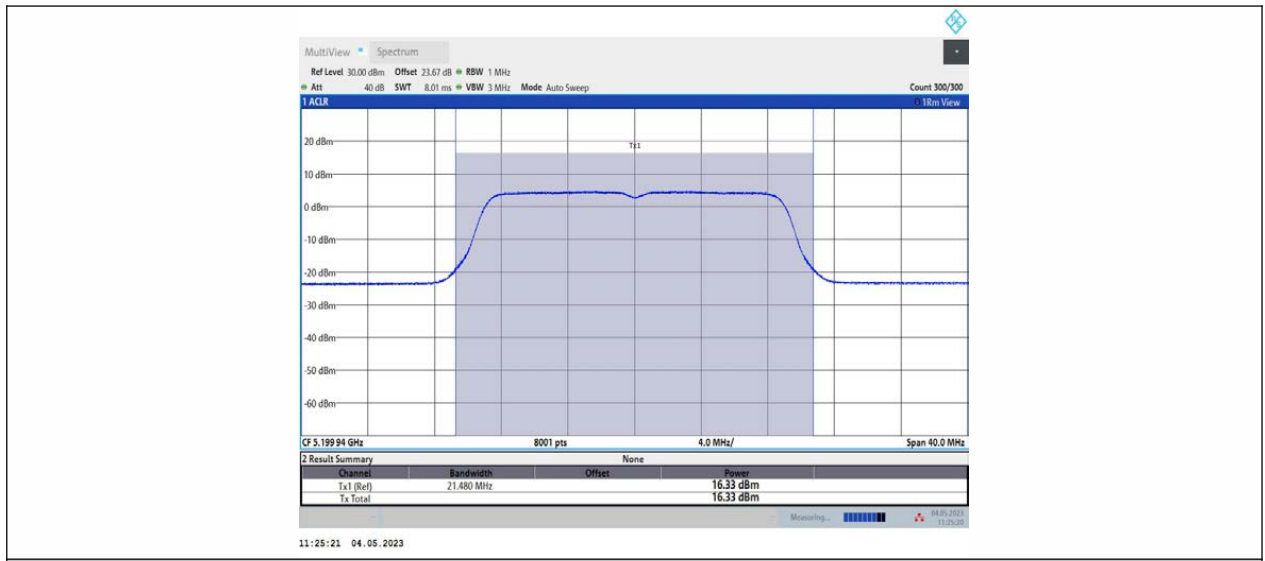 MultiView Spectrum
Ref Level 30.00 dBm Offset 23.67 dB RBW 1 MHz
Att 40 dB SWT 8.01 ms VBW 3 MHz Mode Auto Sweep Count 300/300
1 ACLR 1Rm View
Tx1
20 dBm
10 dBm
0 dBm
-10 dBm
-20 dBm
-30 dBm
-40 dBm
-50 dBm
-60 dBm
CF 5.199 94 GHz 8001 pts 4.0 MHz/ Span 40.0 MHz
2 Result Summary None
Channel Bandwidth Offset Power
Tx1 (Ref) 21.480 MHz 16.33 dBm
Tx Total 16.33 dBm
Measuring... 04.05.2023
11:25:20
11:25:21 04.05.2023